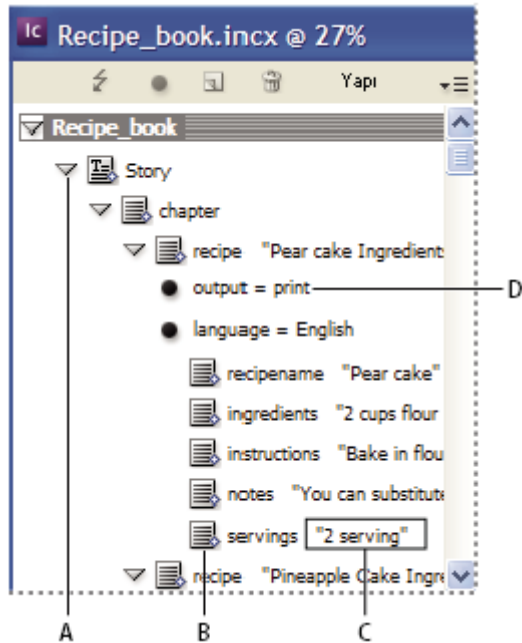 Ic Recipe_book.incx @ 27%
Yapı
Recipe_book
Story
chapter
recipe "Pear cake Ingredients
output = print
D
language = English
recipename "Pear cake"
ingredients "2 cups flour
instructions "Bake in flou
notes "You can substitute
servings "2 serving"
recipe "Pineapple Cake Ingre
A B C